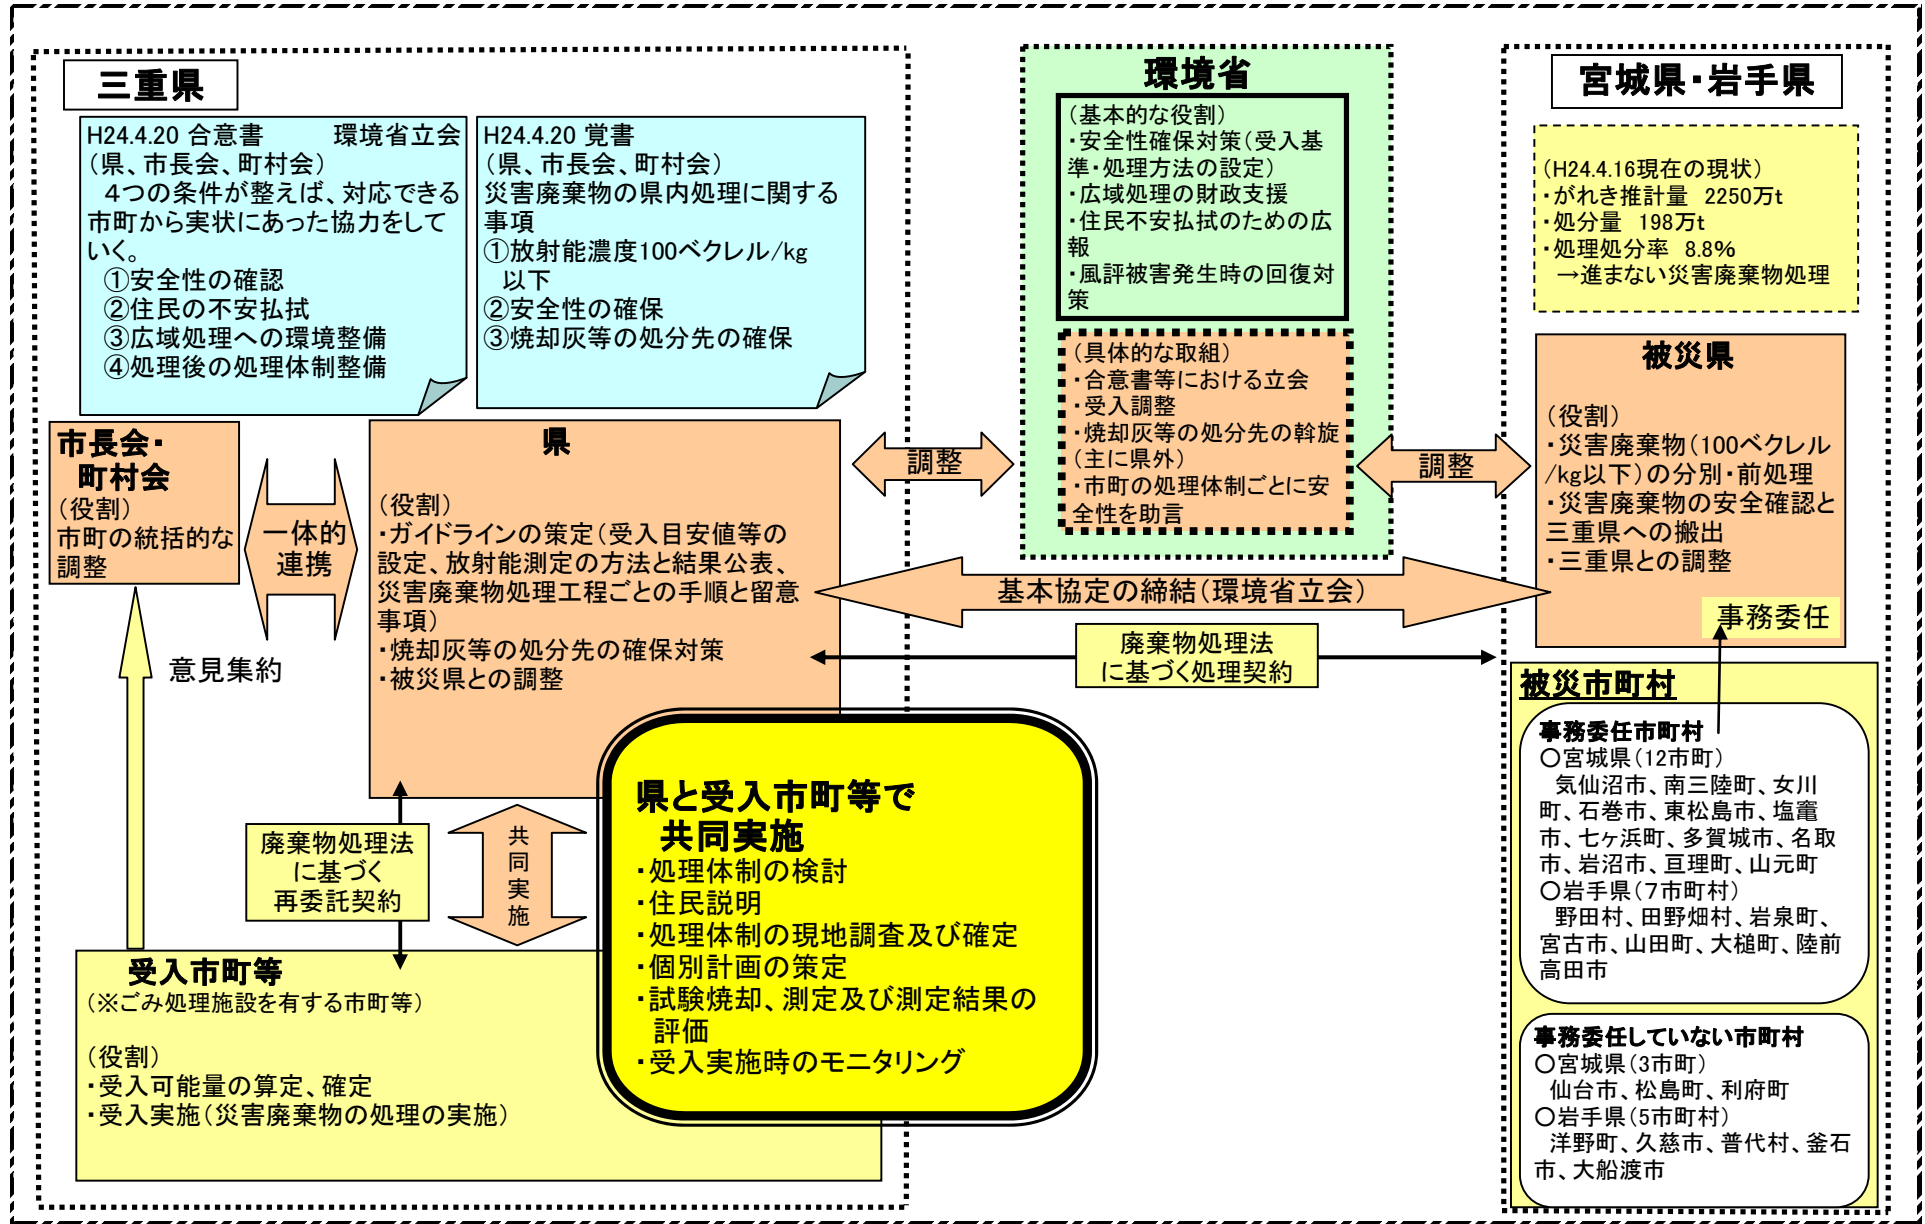 三重県
H24.4.20 合意書　　　環境省立会
（県、市長会、町村会）
　4つの条件が整えば、対応できる
市町から実状にあった協力をして
いく。
①安全性の確認
②住民の不安払拭
③広域処理への環境整備
④処理後の処理体制整備
H24.4.20 覚書
（県、市長会、町村会）
災害廃棄物の県内処理に関する
事項
①放射能濃度100ベクレル/kg
以下
②安全性の確保
③焼却灰等の処分先の確保
市長会・
町村会
（役割）
市町の統括的な
調整
一体的
連携
県
（役割）
・ガイドラインの策定（受入目安値等の
設定、放射能測定の方法と結果公表、
災害廃棄物処理工程ごとの手順と留意
事項）
・焼却灰等の処分先の確保対策
・被災県との調整
意見集約
廃棄物処理法
に基づく
再委託契約
共
同
実
施
受入市町等
（※ごみ処理施設を有する市町等）
（役割）
・受入可能量の算定、確定
・受入実施（災害廃棄物の処理の実施）
県と受入市町等で
共同実施
・処理体制の検討
・住民説明
・処理体制の現地調査及び確定
・個別計画の策定
・試験焼却、測定及び測定結果の
評価
・受入実施時のモニタリング
調整
環境省
（基本的な役割）
・安全性確保対策（受入基
準・処理方法の設定）
・広域処理の財政支援
・住民不安払拭のための広
報
・風評被害発生時の回復対
策
（具体的な取組）
・合意書等における立会
・受入調整
・焼却灰等の処分先の斡旋
（主に県外）
・市町の処理体制ごとに安
全性を助言
調整
基本協定の締結（環境省立会）
廃棄物処理法
に基づく処理契約
宮城県・岩手県
（H24.4.16現在の現状）
・がれき推計量　2250万t
・処分量　198万t
・処理処分率　8.8%
→進まない災害廃棄物処理
被災県
（役割）
・災害廃棄物（100ベクレル
/kg以下）の分別・前処理
・災害廃棄物の安全確認と
三重県への搬出
・三重県との調整
事務委任
被災市町村
事務委任市町村
○宮城県（12市町）
気仙沼市、南三陸町、女川
町、石巻市、東松島市、塩竈
市、七ヶ浜町、多賀城市、名取
市、岩沼市、亘理町、山元町
○岩手県（7市町村）
野田村、田野畑村、岩泉町、
宮古市、山田町、大槌町、陸前
高田市
事務委任していない市町村
○宮城県（3市町）
仙台市、松島町、利府町
○岩手県（5市町村）
洋野町、久慈市、普代村、釜石
市、大船渡市